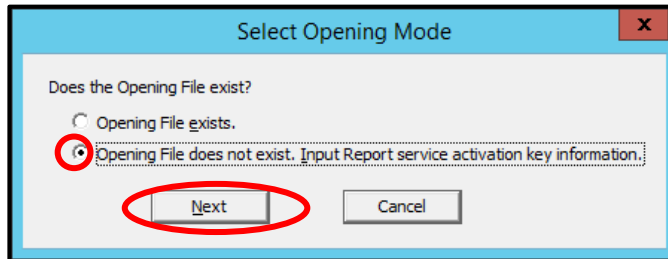 Select Opening Mode
x
Does the Opening File exist?
Opening File exists.
Opening File does not exist. Input Report service activation key information.
Next Cancel